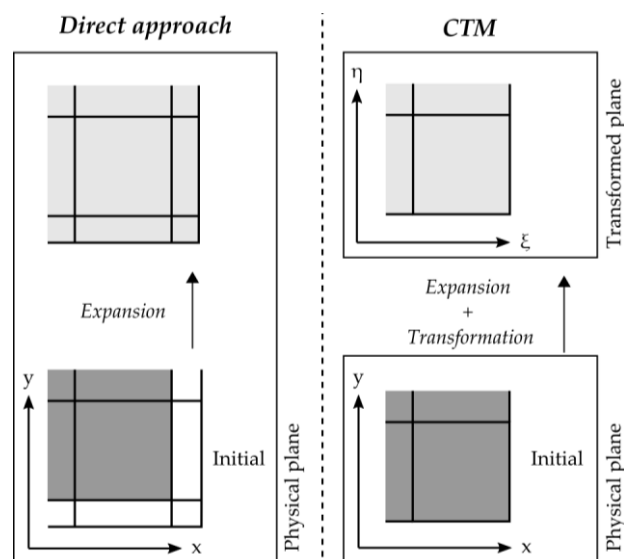 Direct approach
CTM
η
ξ
Transformed plane
Expansion
Expansion
+
Transformation
y
Initial
x
Physical plane
y
Initial
x
Physical plane